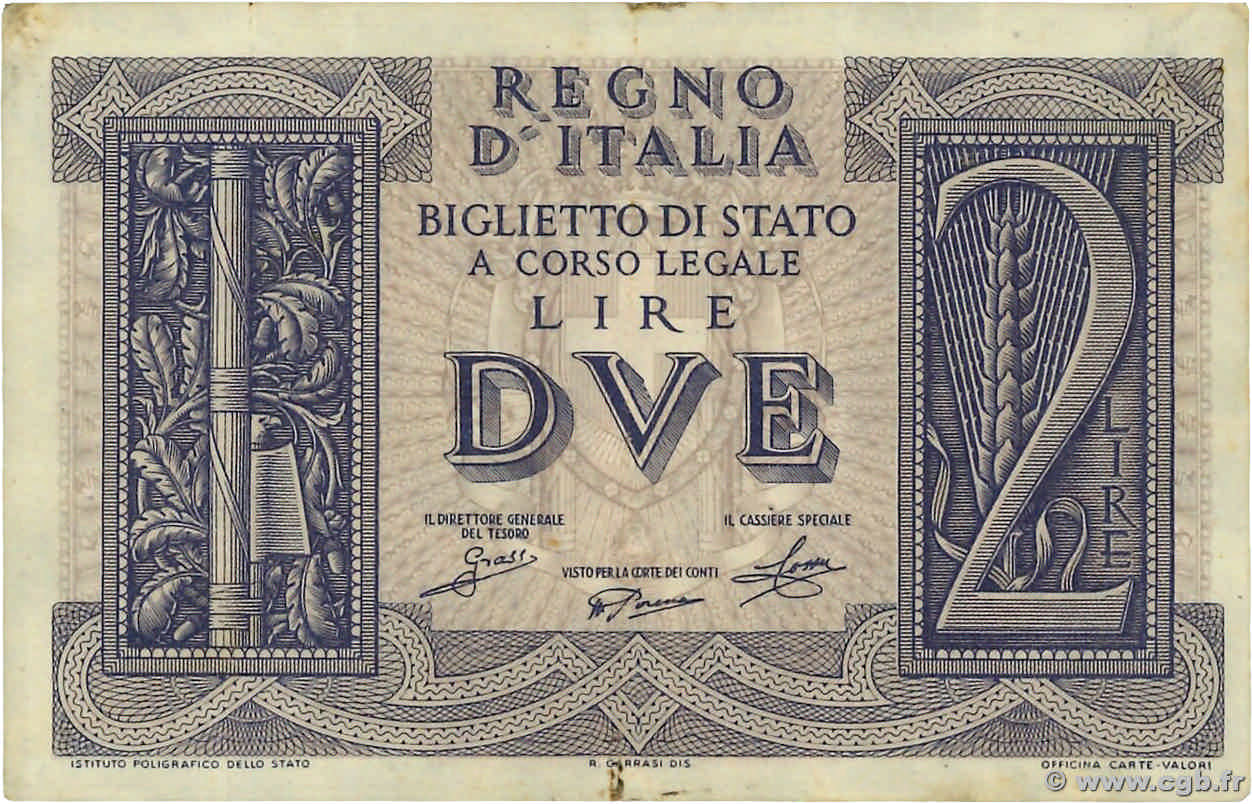 REGNO
D'ITALIA
BIGLIETTO DI STATO
A CORSO LEGALE
LIRE
DVE
2
LIRE
IL DIRETTORE GENERALE
DEL TESORO
Grassi
VISTO PER LA CORTE DEI CONTI
IL CASSIERE SPECIALE
ISTITUTO POLIGRAFICO DELLO STATO
R. GARRASI DIS
OFFICINA CARTE-VALORI
© www.cgb.fr